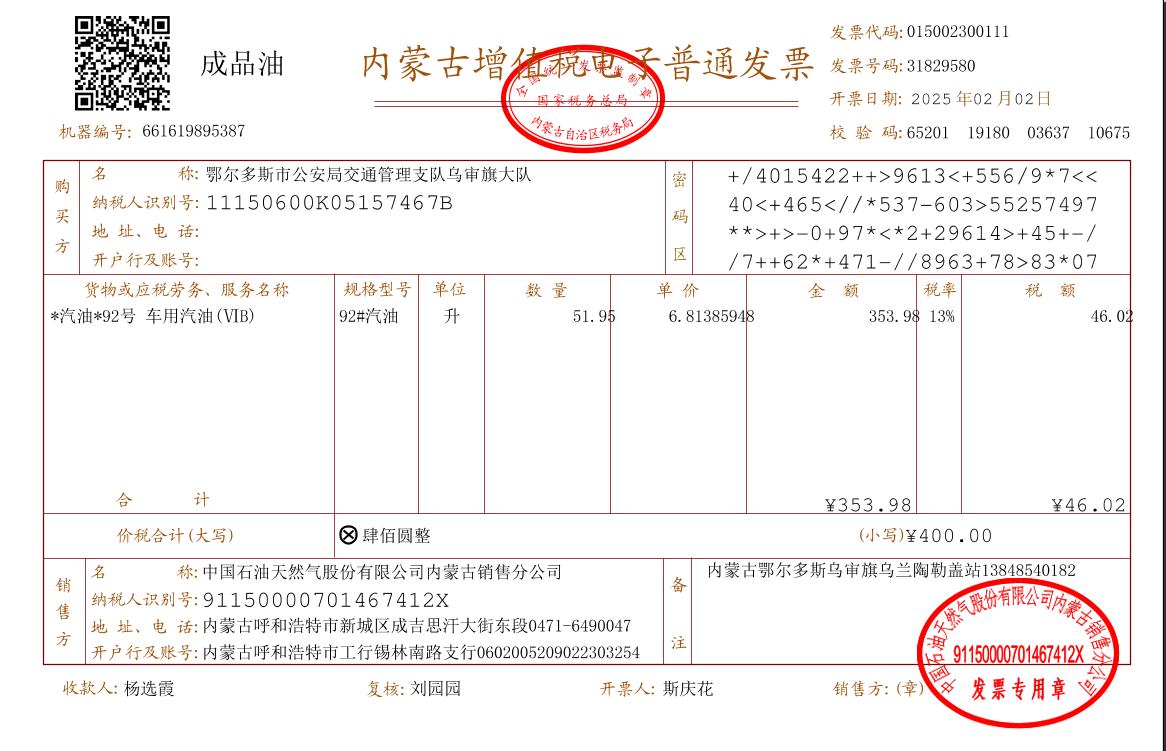 成品油
内蒙古增值税电子普通发票
全国统一发票监制章
国家税务总局
内蒙古自治区税务局
发票代码: 015002300111
发票号码: 31829580
开票日期: 2025 年02 月02 日
机器编号: 661619895387
校 验 码: 65201 19180 03637 10675
购买方
名 称: 鄂尔多斯市公安局交通管理支队乌审旗大队
纳税人识别号: 11150600K05157467B
地 址、电 话:
开户行及账号:
密码区
+/4015422++>9613<+556/9*7<<
40<+465<//*537-603>55257497
**>+>-0+97*<*2+29614>+45+-/
/7++62*+471-//8963+78>83*07
货物或应税劳务、服务名称 规格型号 单位 数 量 单 价 金 额 税率 税 额
*汽油*92号 车用汽油(VIB) 92#汽油 升 51.95 6.81385948 353.98 13% 46.02
合 计 ¥353.98 ¥46.02
价税合计(大写) ⊗ 肆佰圆整 (小写) ¥400.00
销售方
名 称: 中国石油天然气股份有限公司内蒙古销售分公司
纳税人识别号: 91150000701467412X
地 址、电 话: 内蒙古呼和浩特市新城区成吉思汗大街东段0471-6490047
开户行及账号: 内蒙古呼和浩特市工行锡林南路支行0602005209022303254
备注
内蒙古鄂尔多斯乌审旗乌兰陶勒盖站13848540182
中国石油天然气股份有限公司内蒙古销售分公司
91150000701467412X
发票专用章
收款人: 杨选霞 复核: 刘园园 开票人: 斯庆花 销售方: (章)